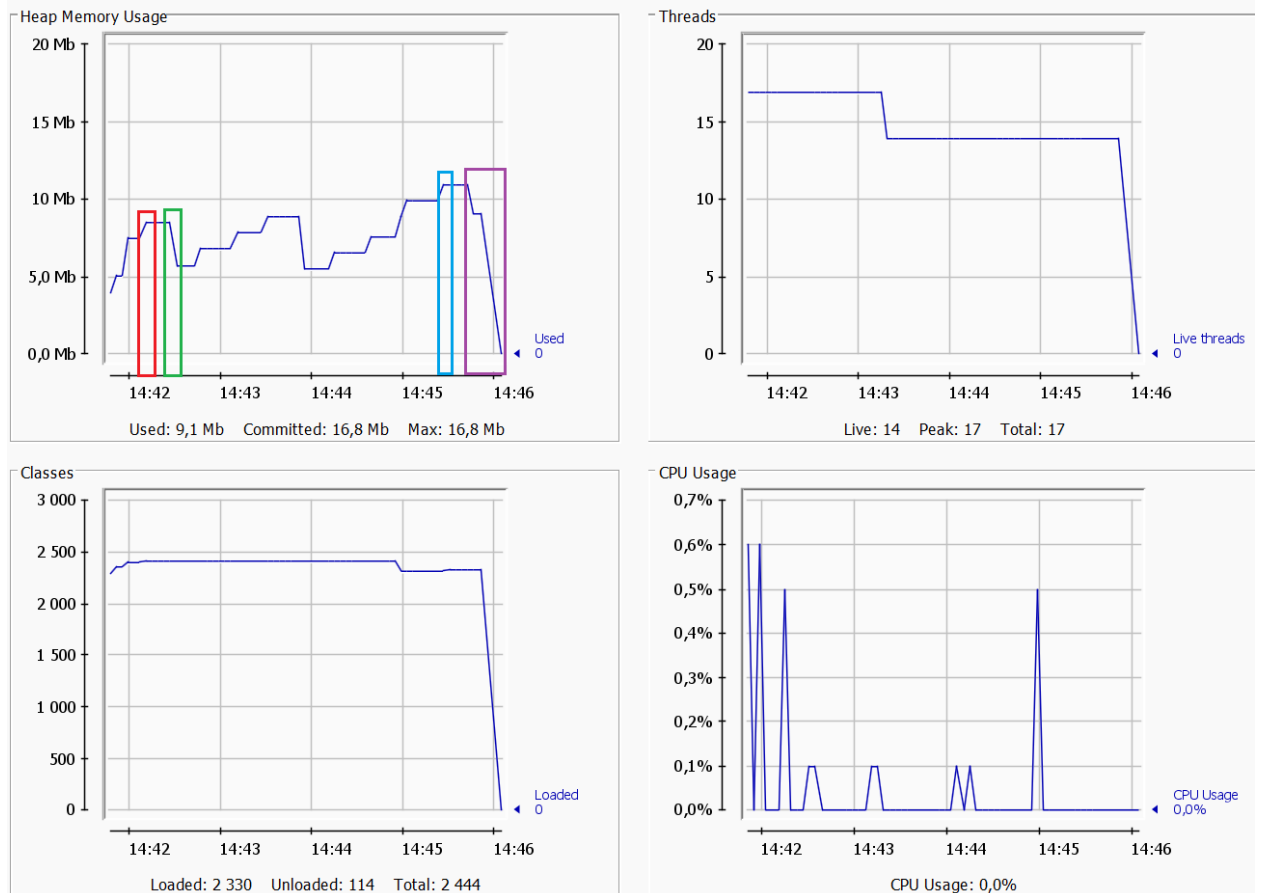 Heap Memory Usage
20 Mb
15 Mb
10 Mb
5,0 Mb
0,0 Mb
Used
0
14:42 14:43 14:44 14:45 14:46
Used: 9,1 Mb Committed: 16,8 Mb Max: 16,8 Mb
Threads
20
15
10
5
0
Live threads
0
14:42 14:43 14:44 14:45 14:46
Live: 14 Peak: 17 Total: 17
Classes
3 000
2 500
2 000
1 500
1 000
500
0
Loaded
0
14:42 14:43 14:44 14:45 14:46
Loaded: 2 330 Unloaded: 114 Total: 2 444
CPU Usage
0,7%
0,6%
0,5%
0,4%
0,3%
0,2%
0,1%
0,0%
CPU Usage
0,0%
14:42 14:43 14:44 14:45 14:46
CPU Usage: 0,0%